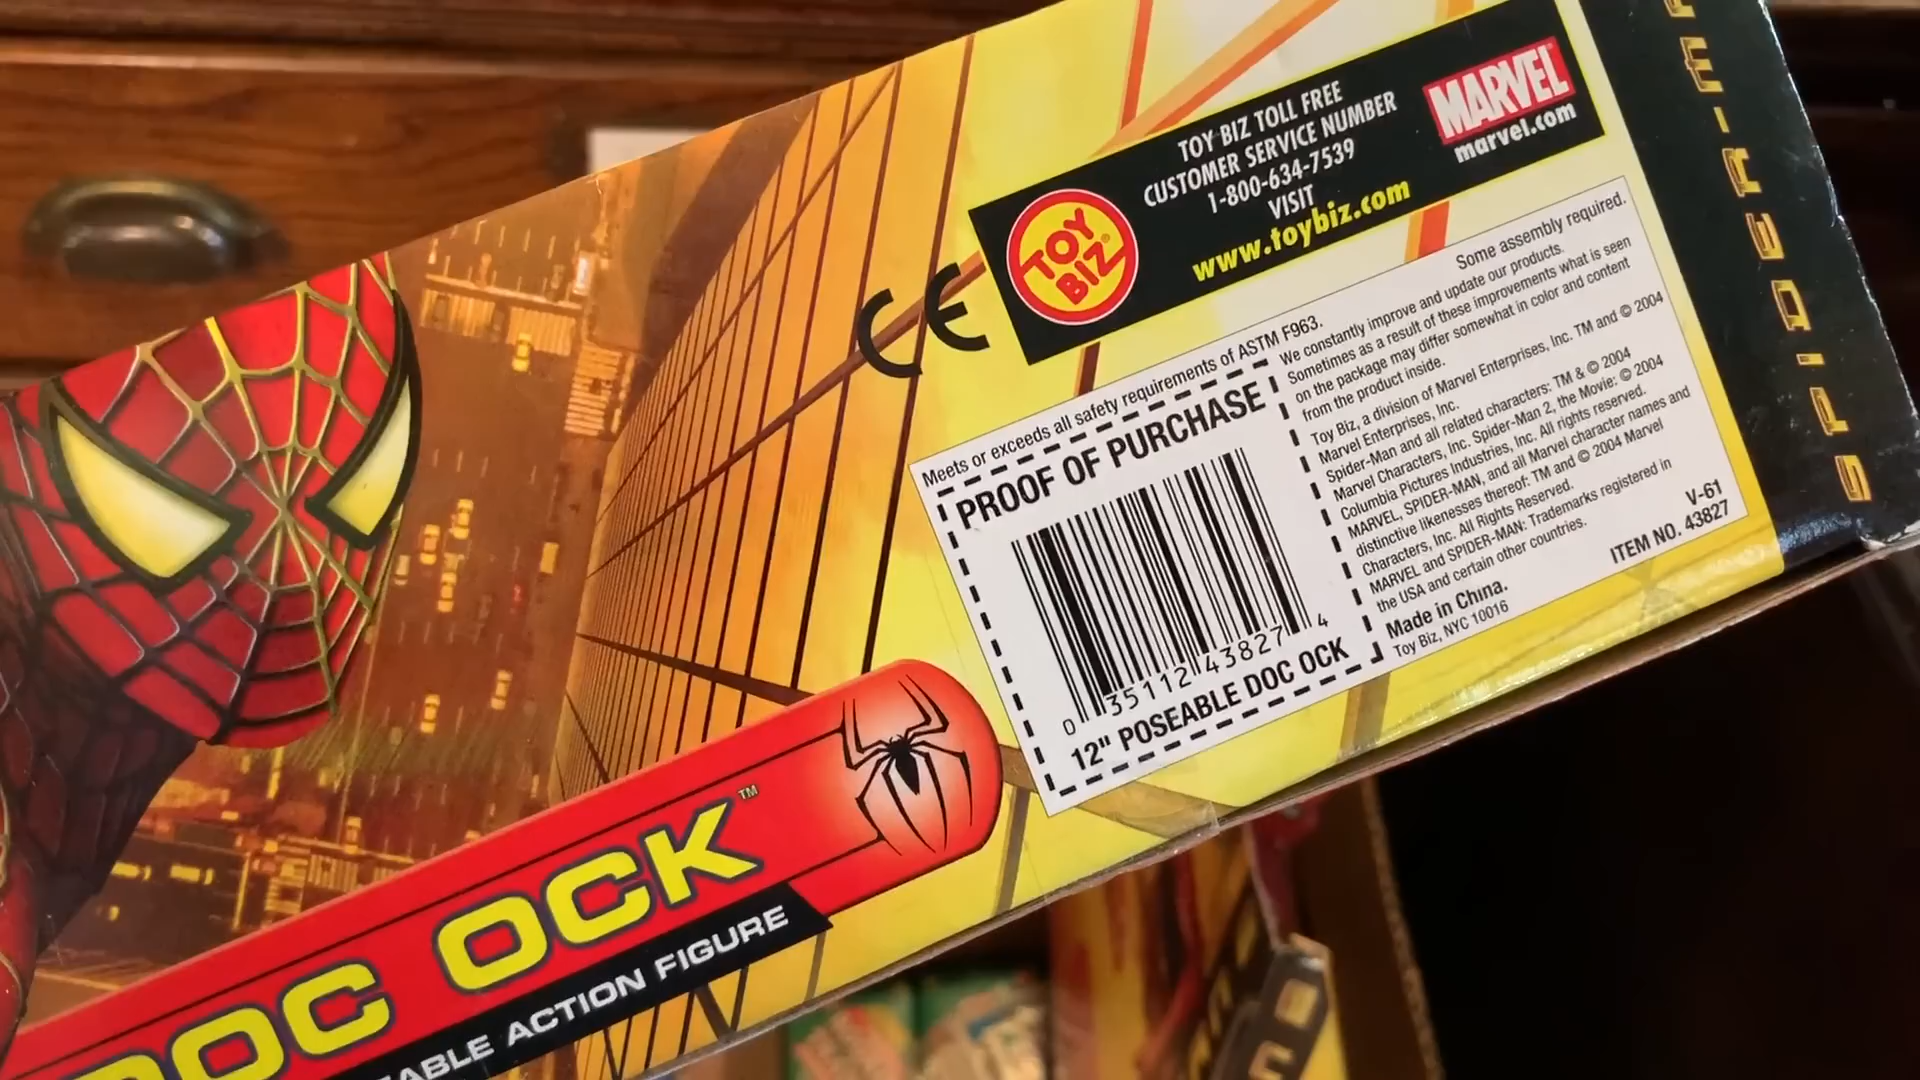 TOY BIZ TOLL FREE
CUSTOMER SERVICE NUMBER
1-800-634-7539
VISIT
www.toybiz.com
TOY
BIZ®
MARVEL
marvel.com
CE
Some assembly required.
Meets or exceeds all safety requirements of ASTM F963.
We constantly improve and update our products.
Sometimes as a result of these improvements what is seen
on the package may differ somewhat in color and content
from the product inside.
Toy Biz, a division of Marvel Enterprises, Inc. TM and © 2004
Marvel Enterprises, Inc.
Spider-Man and all related characters: TM & © 2004
Marvel Characters, Inc. Spider-Man 2, the Movie: © 2004
Columbia Pictures Industries, Inc. All rights reserved.
MARVEL, SPIDER-MAN, and all Marvel character names and
distinctive likenesses thereof: TM and © 2004 Marvel
Characters, Inc. All Rights Reserved.
MARVEL and SPIDER-MAN: Trademarks registered in
the USA and certain other countries.
Made in China.
Toy Biz, NYC 10016
V-61
ITEM NO. 43827
PROOF OF PURCHASE
0 35112 43827 4
12" POSEABLE DOC OCK
SPIDER-M
DOC OCK™
ABLE ACTION FIGURE